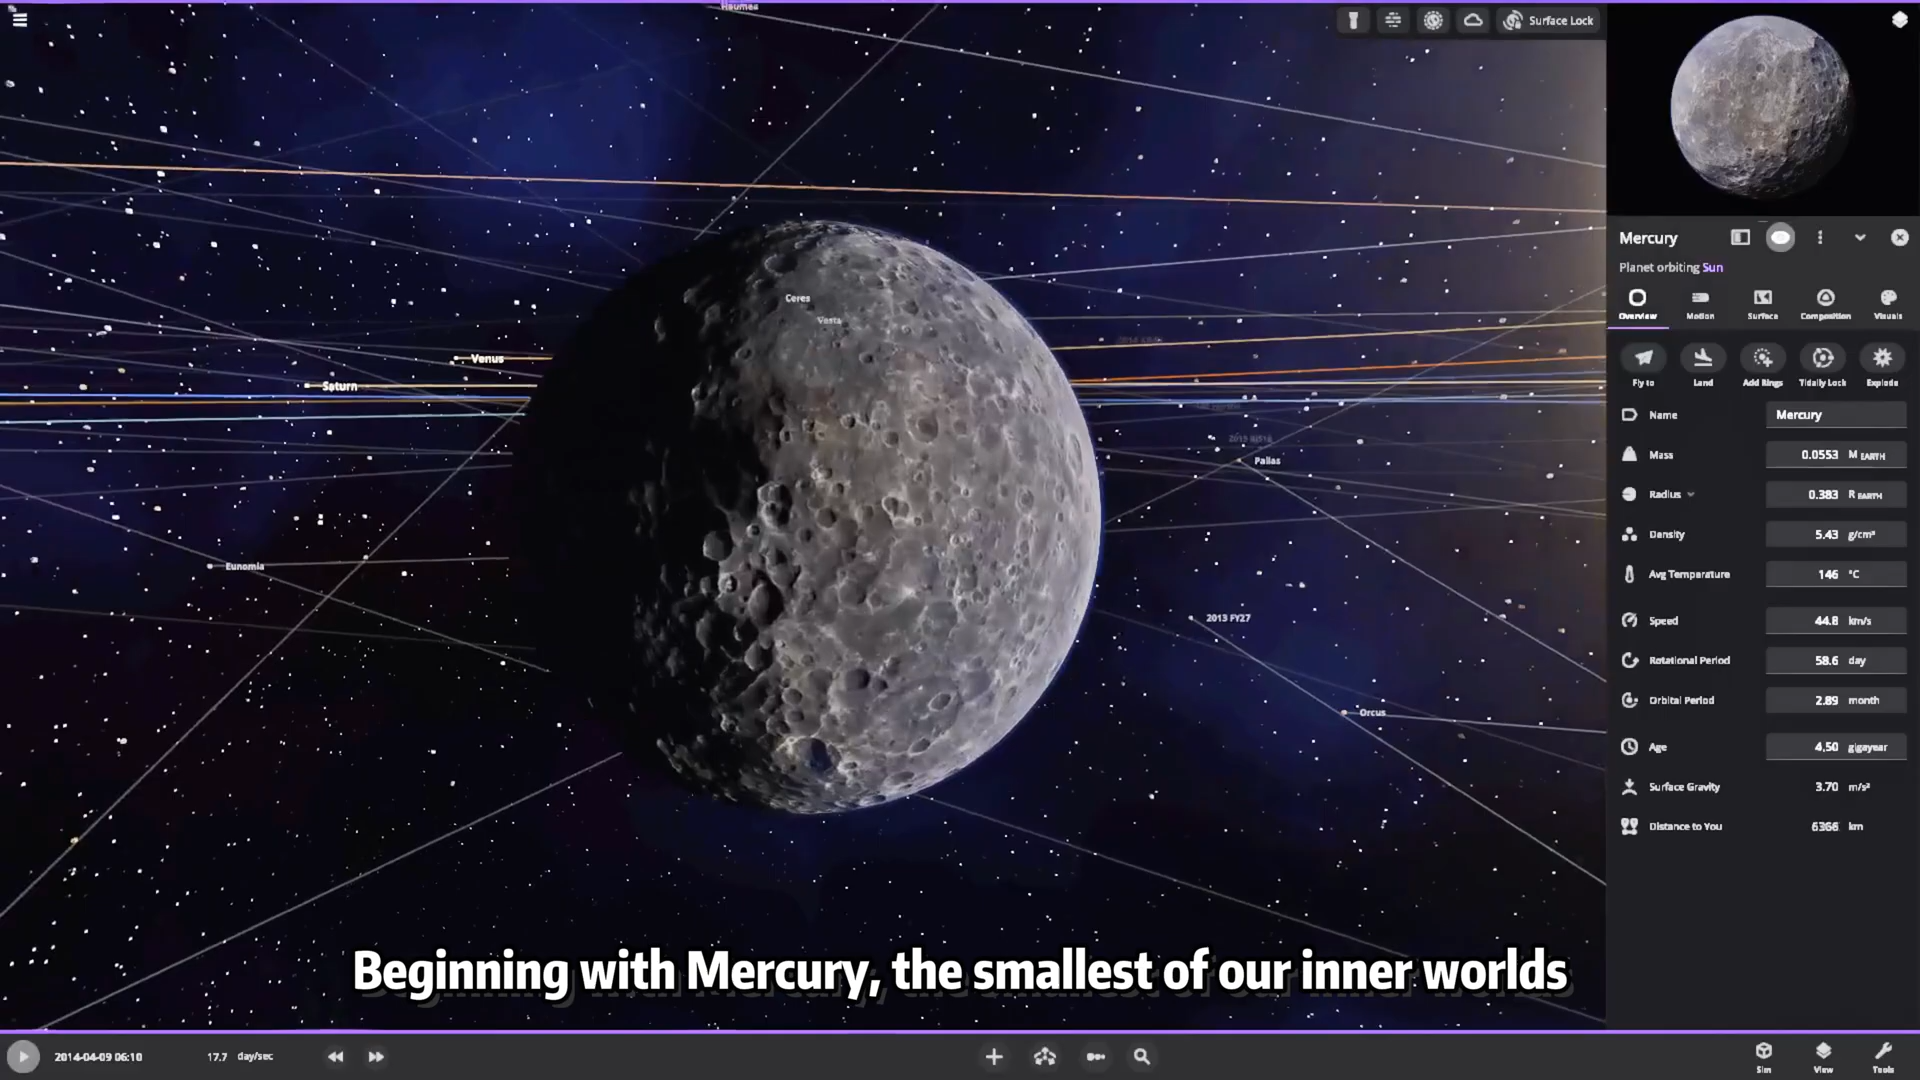 Haumea
Surface Lock
Mercury
Planet orbiting Sun
Overview
Motion
Surface
Composition
Visuals
Fly to
Land
Add Rings
Tidally Lock
Explode
Name
Mercury
Mass
0.0553 M EARTH
Radius
0.383 R EARTH
Density
5.43 g/cm³
Avg Temperature
146 °C
Speed
44.8 km/s
Rotational Period
58.6 day
Orbital Period
2.89 month
Age
4.50 gigayear
Surface Gravity
3.70 m/s²
Distance to You
6366 km
Ceres
Vesta
Venus
Saturn
Pallas
Eunomia
2013 FY27
Orcus
Beginning with Mercury, the smallest of our inner worlds
2014-04-09 06:10
17.7 day/sec
Sim
View
Tools